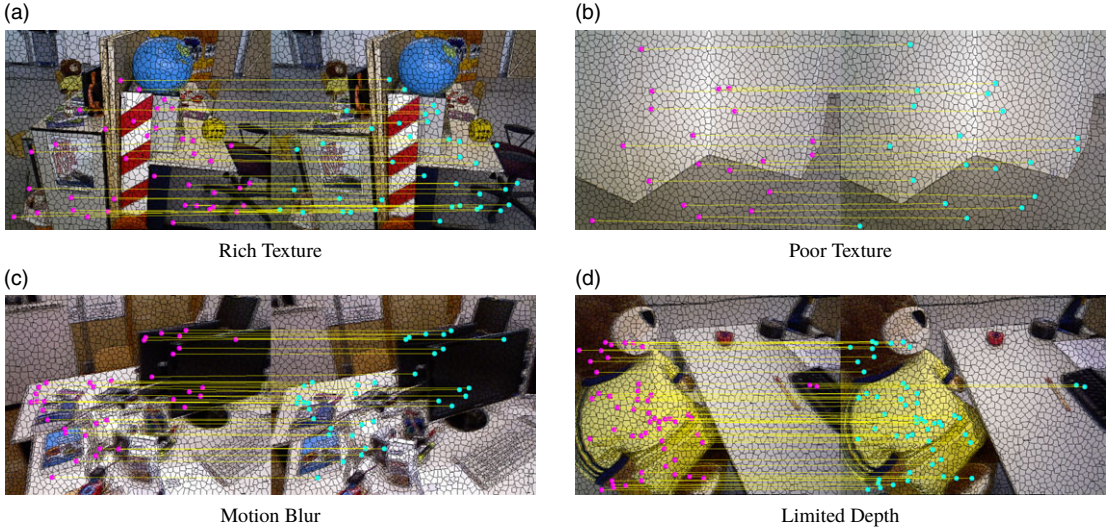 (a)
(b)
Rich Texture
Poor Texture
(c)
(d)
Motion Blur
Limited Depth